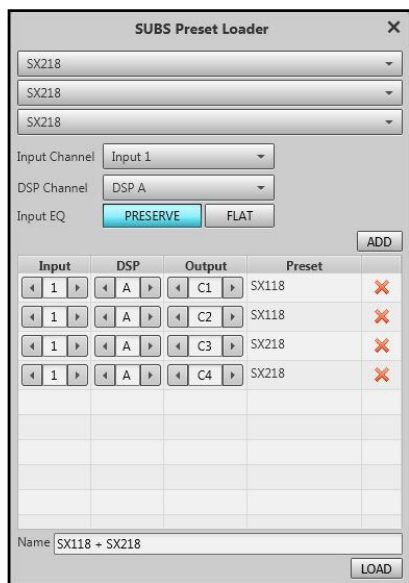 SUBS Preset Loader
SX218
SX218
SX218
Input Channel Input 1
DSP Channel DSP A
Input EQ PRESERVE FLAT
ADD
Input DSP Output Preset
1 A C1 SX118
1 A C2 SX118
1 A C3 SX218
1 A C4 SX218
Name SX118 + SX218
LOAD